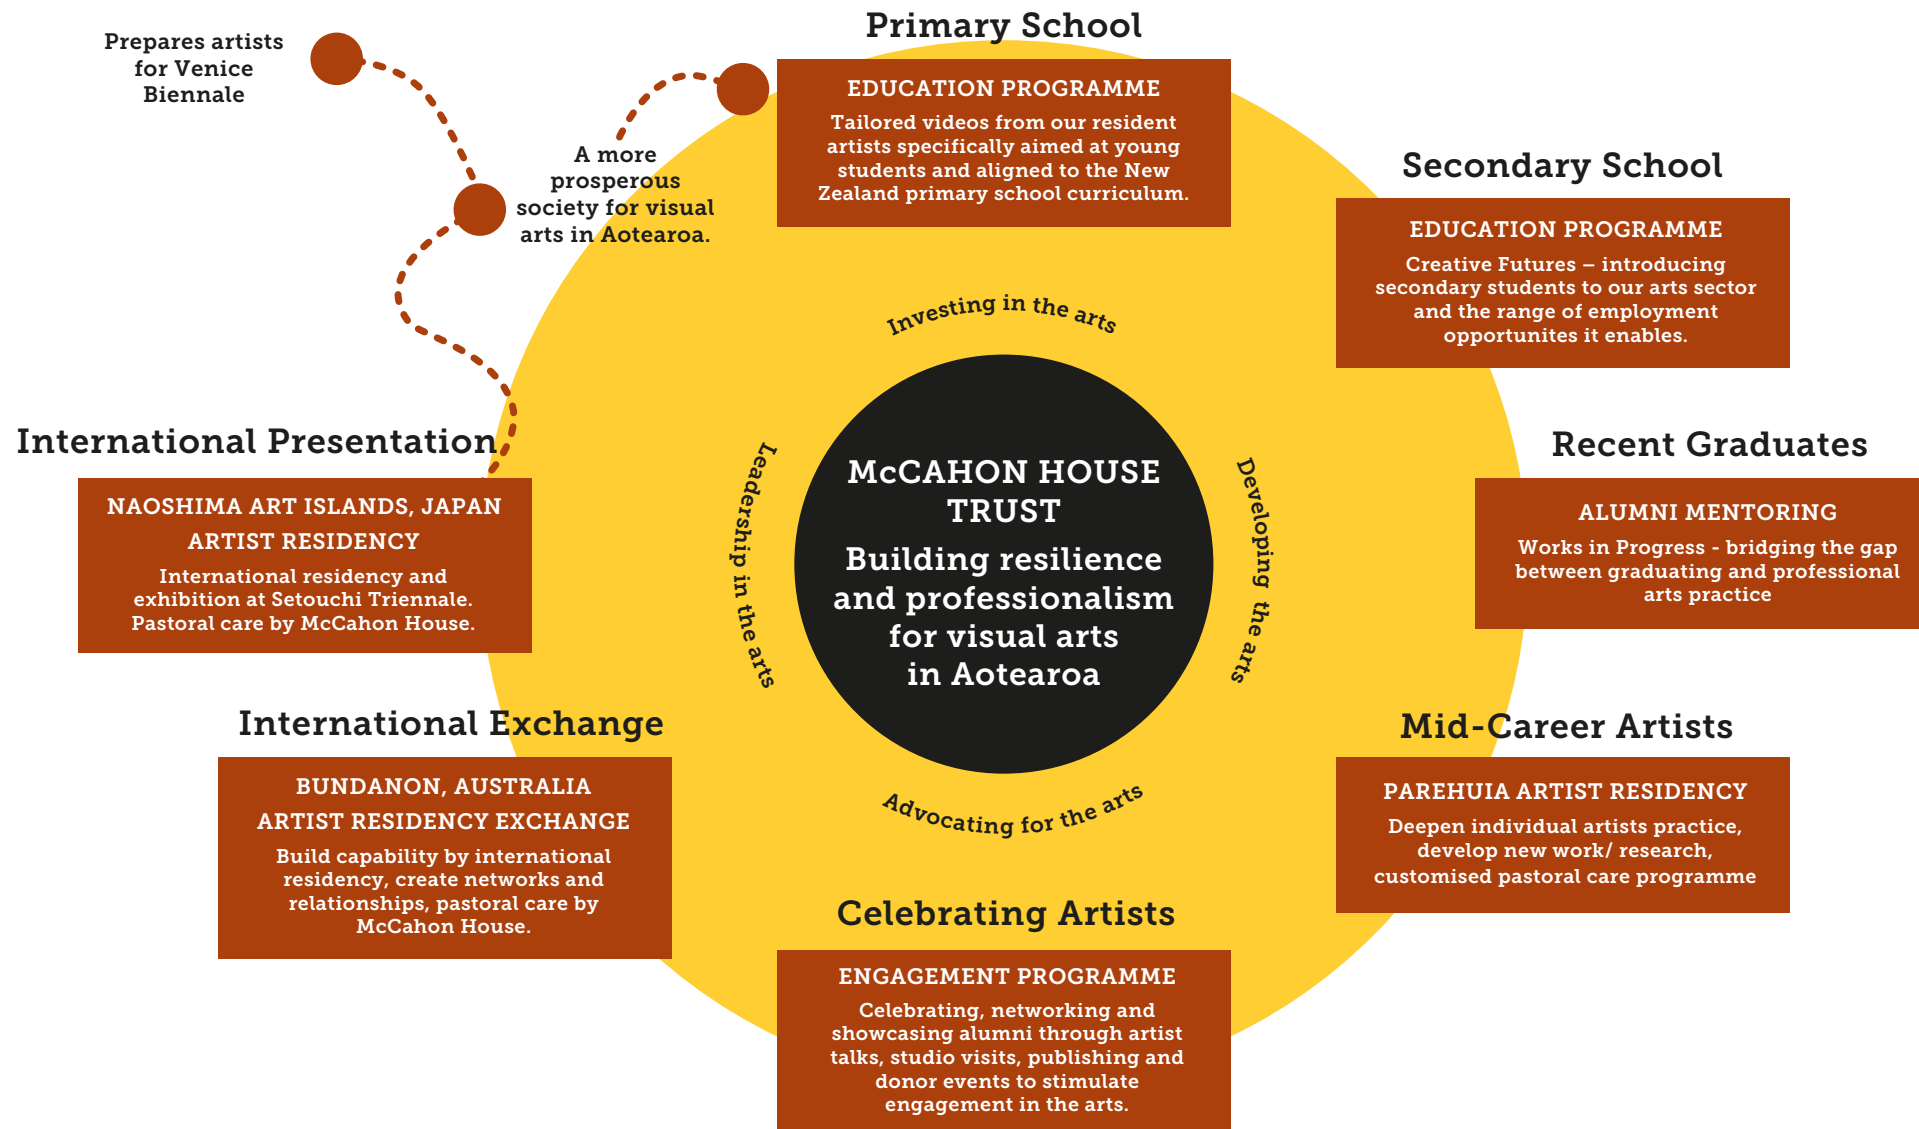 Prepares artists
for Venice
Biennale
A more
prosperous
society for visual
arts in Aotearoa.
Primary School
EDUCATION PROGRAMME
Tailored videos from our resident
artists specifically aimed at young
students and aligned to the New
Zealand primary school curriculum.
Secondary School
EDUCATION PROGRAMME
Creative Futures – introducing
secondary students to our arts sector
and the range of employment
opportunites it enables.
Recent Graduates
ALUMNI MENTORING
Works in Progress - bridging the gap
between graduating and professional
arts practice
Mid-Career Artists
PAREHUIA ARTIST RESIDENCY
Deepen individual artists practice,
develop new work/ research,
customised pastoral care programme
Celebrating Artists
ENGAGEMENT PROGRAMME
Celebrating, networking and
showcasing alumni through artist
talks, studio visits, publishing and
donor events to stimulate
engagement in the arts.
International Exchange
BUNDANON, AUSTRALIA
ARTIST RESIDENCY EXCHANGE
Build capability by international
residency, create networks and
relationships, pastoral care by
McCahon House.
International Presentation
NAOSHIMA ART ISLANDS, JAPAN
ARTIST RESIDENCY
International residency and
exhibition at Setouchi Triennale.
Pastoral care by McCahon House.
Investing in the arts
Developing the arts
Advocating for the arts
Leadership in the arts
McCAHON HOUSE
TRUST
Building resilience
and professionalism
for visual arts
in Aotearoa